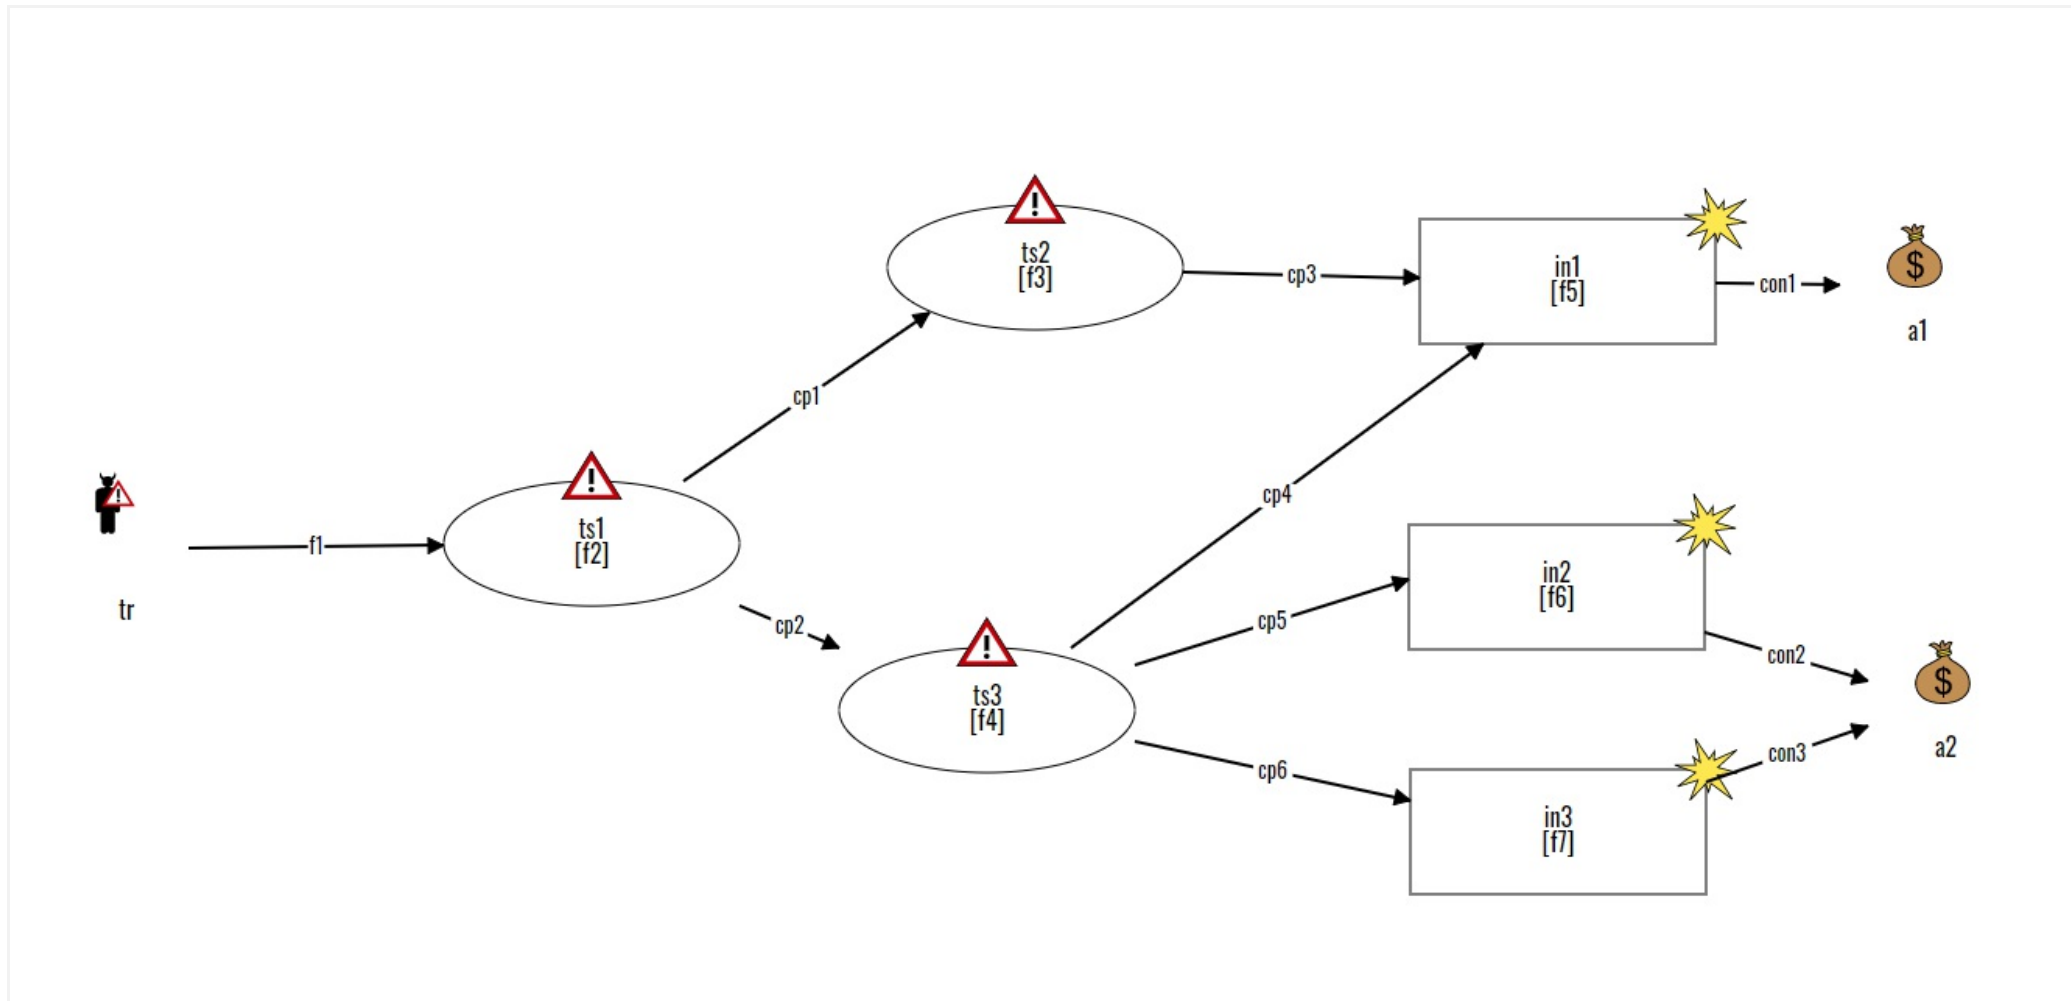 ts2
[f3]
cp3
in1
[f5]
con1
$
a1
cp1
cp4
tr
f1
ts1
[f2]
cp2
ts3
[f4]
cp5
in2
[f6]
con2
$
a2
cp6
in3
[f7]
con3